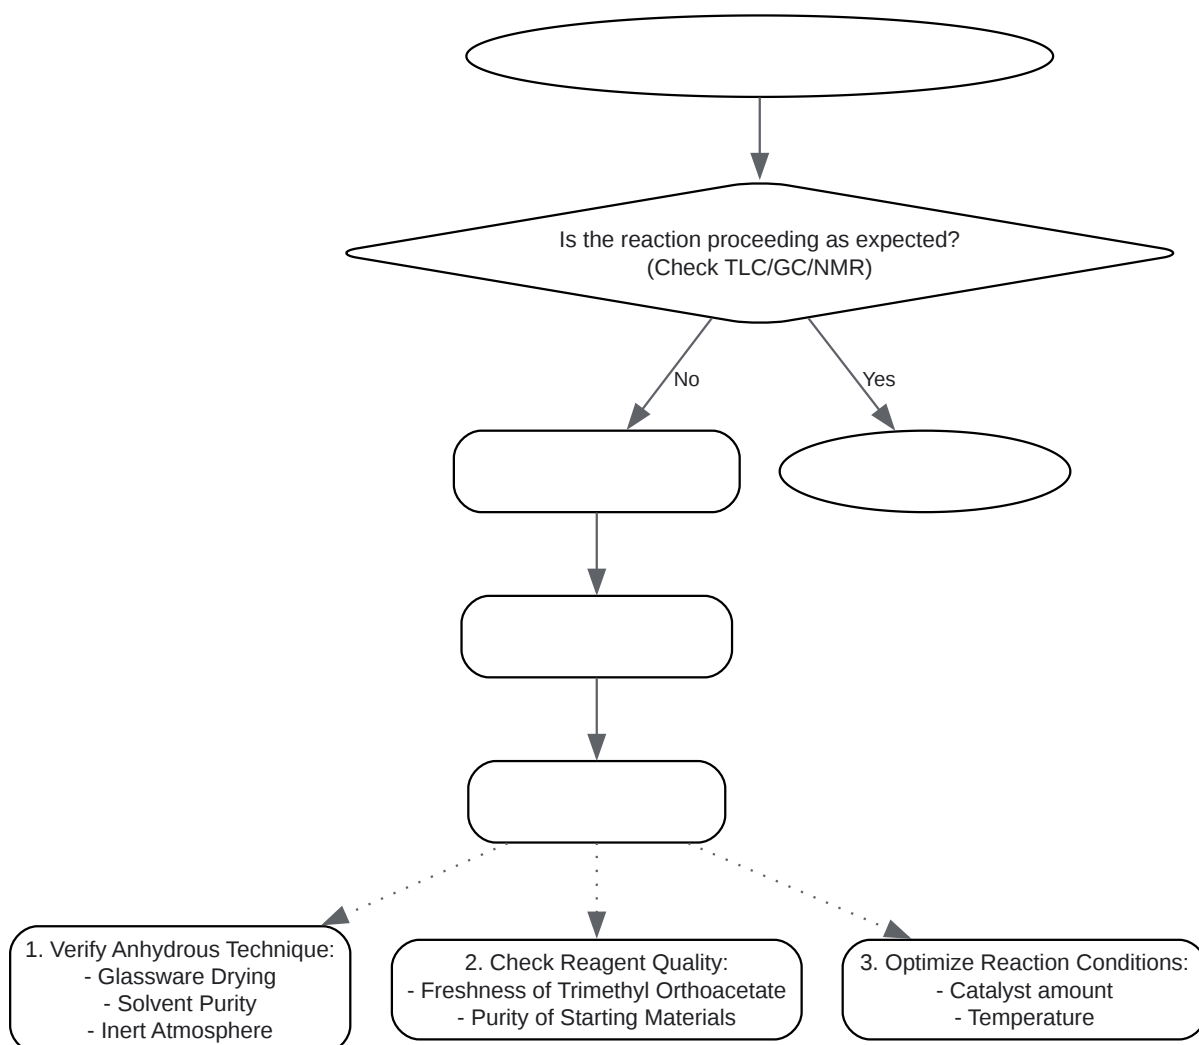 Is the reaction proceeding as expected?
(Check TLC/GC/NMR)
No
Yes
1. Verify Anhydrous Technique:
- Glassware Drying
- Solvent Purity
- Inert Atmosphere
2. Check Reagent Quality:
- Freshness of Trimethyl Orthoacetate
- Purity of Starting Materials
3. Optimize Reaction Conditions:
- Catalyst amount
- Temperature